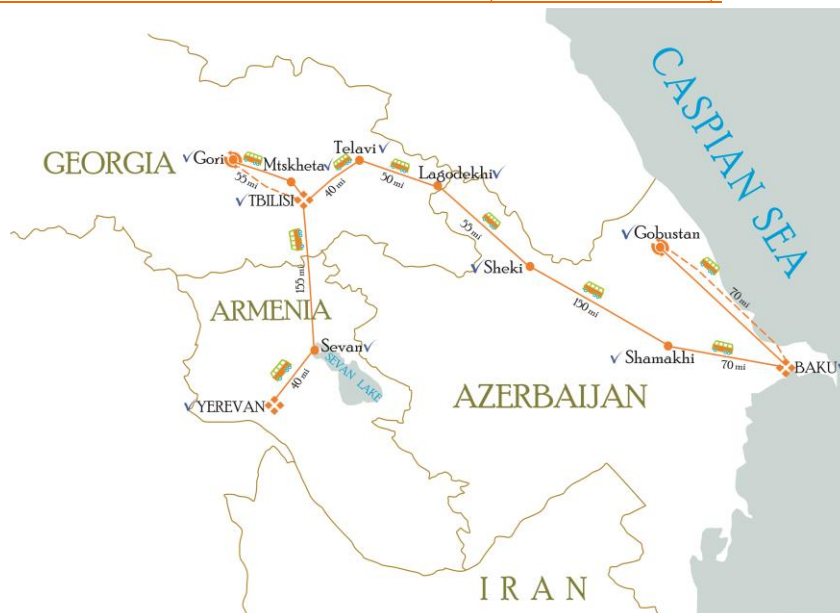 CASPIAN SEA
GEORGIA
Gori
55 mi
Mtskheta
TBILISI
Telavi
40 mi
50 mi
Lagodekhi
55 mi
Sheki
Gobustan
70 mi
150 mi
155 mi
ARMENIA
Sevan
SEVAN LAKE
40 mi
YEREVAN
Shamakhi
70 mi
BAKU
AZERBAIJAN
IRAN